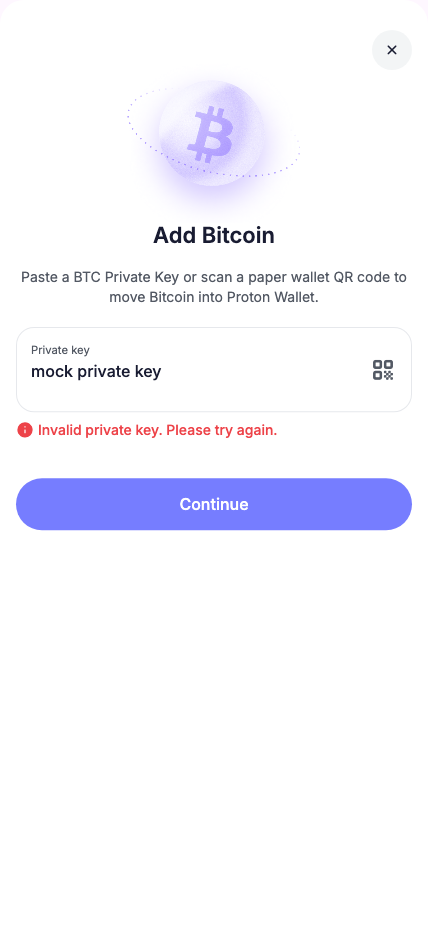 Add Bitcoin
Paste a BTC Private Key or scan a paper wallet QR code to
move Bitcoin into Proton Wallet.
Private key
mock private key
Invalid private key. Please try again.
Continue